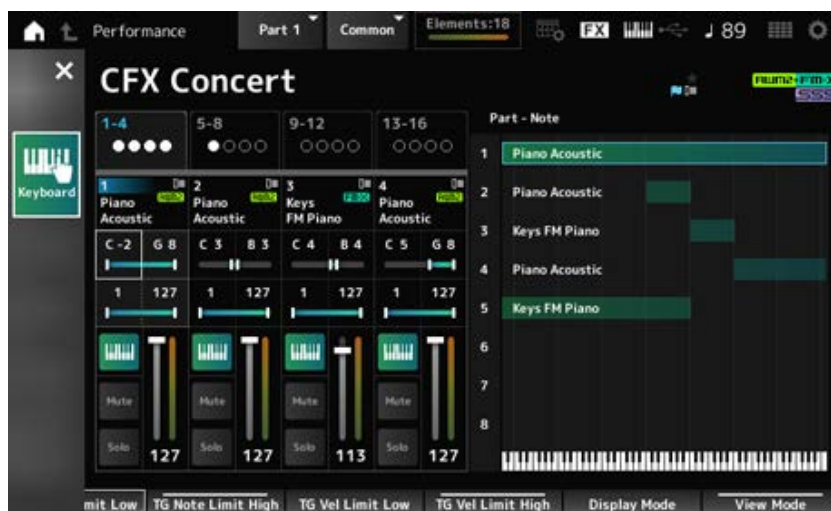 Performance Part 1 Common Elements:18 FX ♩ 89
×
CFX Concert
Keyboard
1-4 5-8 9-12 13-16
Part - Note
1 Piano Acoustic
2 Piano Acoustic
3 Keys FM Piano
4 Piano Acoustic
5 Keys FM Piano
6
7
8
1 2 3 4
Piano Piano Keys Piano
Acoustic Acoustic FM Piano Acoustic
C -2 G 8 C 3 B 3 C 4 B 4 C 5 G 8
1 127 1 127 1 127 1 127
Mute Mute Mute Mute
Solo Solo Solo Solo
127 127 113 127
mit Low TG Note Limit High TG Vel Limit Low TG Vel Limit High Display Mode View Mode